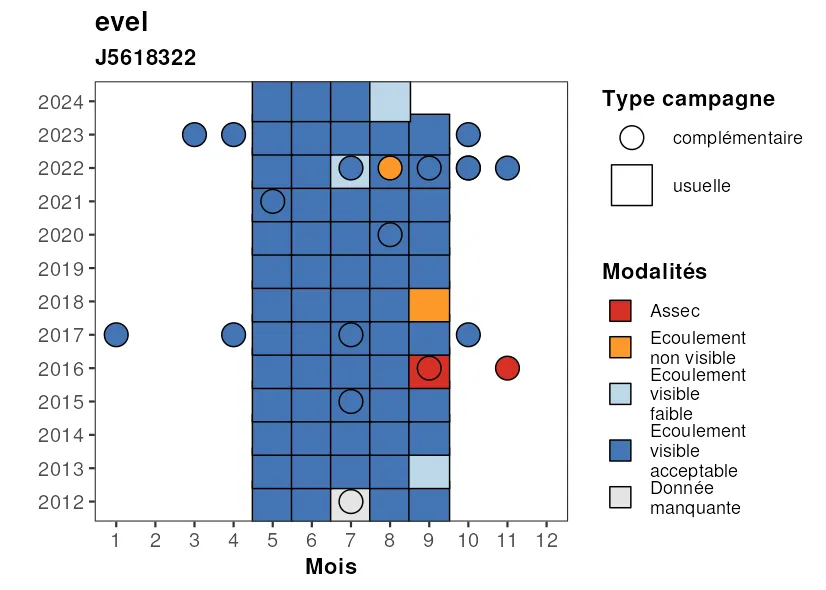 evel
J5618322
2024
2023
2022
2021
2020
2019
2018
2017
2016
2015
2014
2013
2012
1 2 3 4 5 6 7 8 9 10 11 12
Mois
Type campagne
complémentaire
usuelle
Modalités
Assec
Ecoulement
non visible
Ecoulement
visible
faible
Ecoulement
visible
acceptable
Donnée
manquante